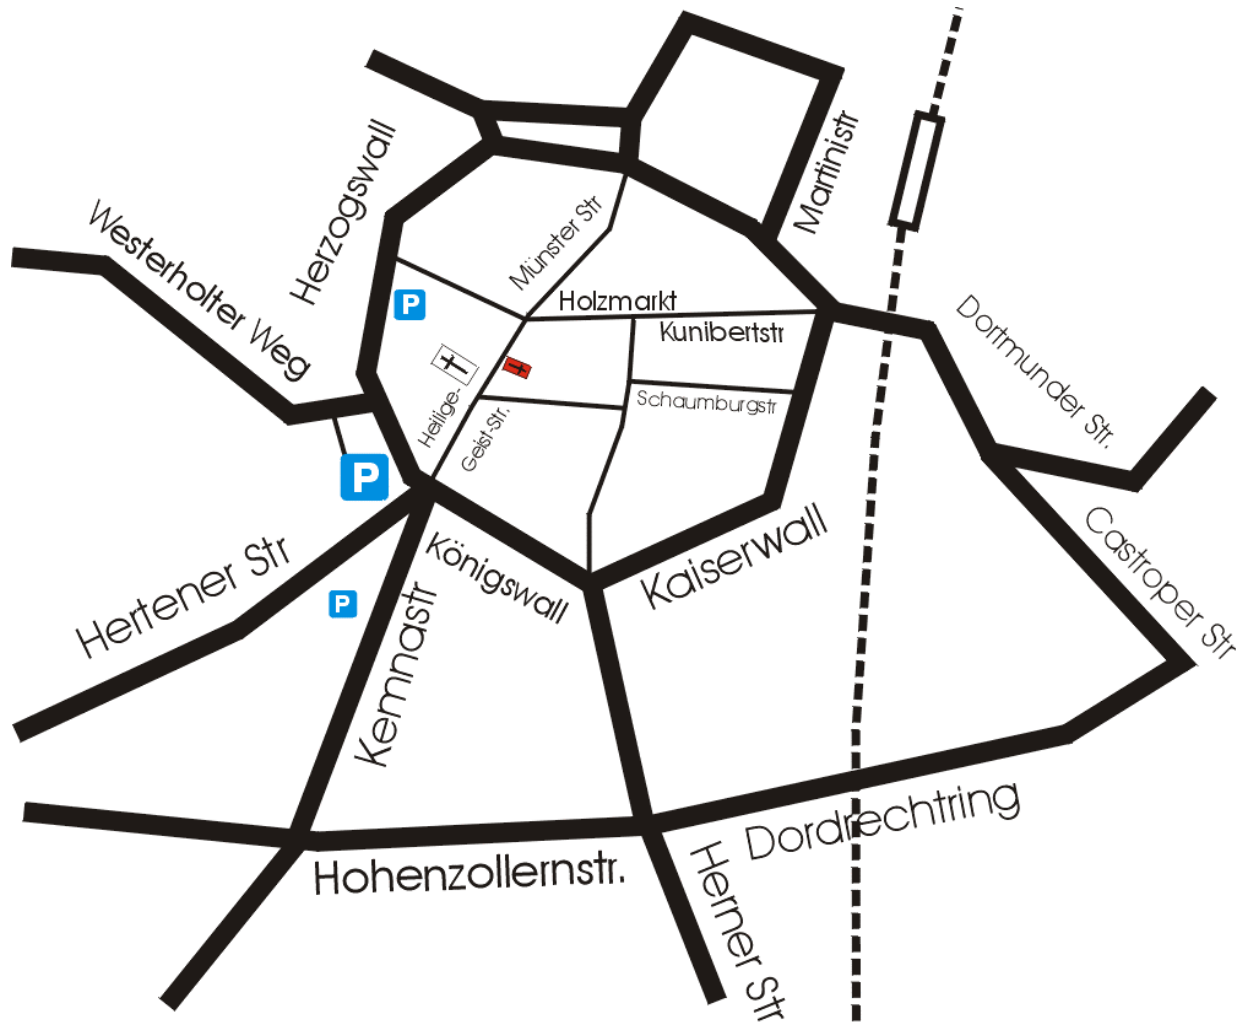 Martinistr
Herzogswall
Münster Str
Westerholter Weg
P
Holzmarkt
Kunibertstr
Dortmunder Str.
Heilige-
Geist-Str.
Schaumburgstr
P
Castroper Str
Kaiserwall
Königswall
Hertener Str
P
Kemnastr
Dordrechtring
Hohenzollernstr.
Herner Str